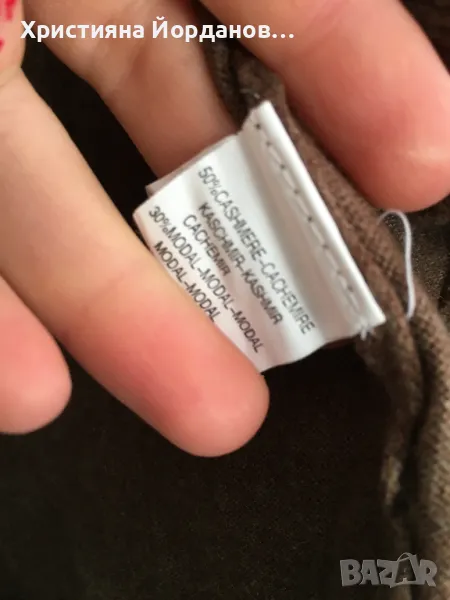 Християна Йорданов...
50%CASHMERE-CACHEMIRE
KASCHMIR-KASHMIR
CACHEMIR
30%MODAL-MODAL-MODAL
MODAL-MODAL
bazar